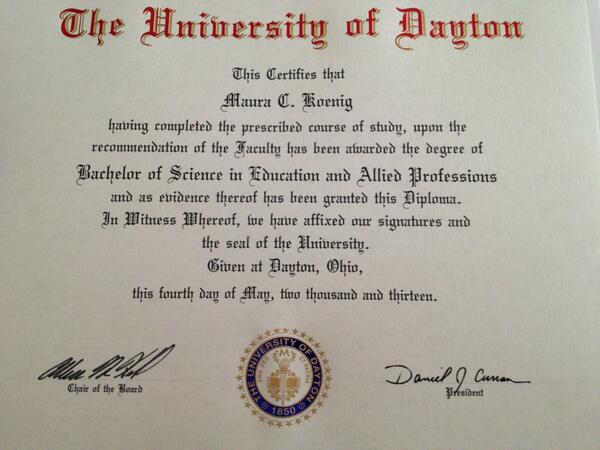 The University of Dayton
This Certifies that
Maura C. Koenig
having completed the prescribed course of study, upon the
recommendation of the Faculty has been awarded the degree of
Bachelor of Science in Education and Allied Professions
and as evidence thereof has been granted this Diploma.
In Witness Whereof, we have affixed our signatures and
the seal of the University.
Given at Dayton, Ohio,
this fourth day of May, two thousand and thirteen.
THE UNIVERSITY OF DAYTON
1850
Chair of the Board
Daniel J. Curran
President